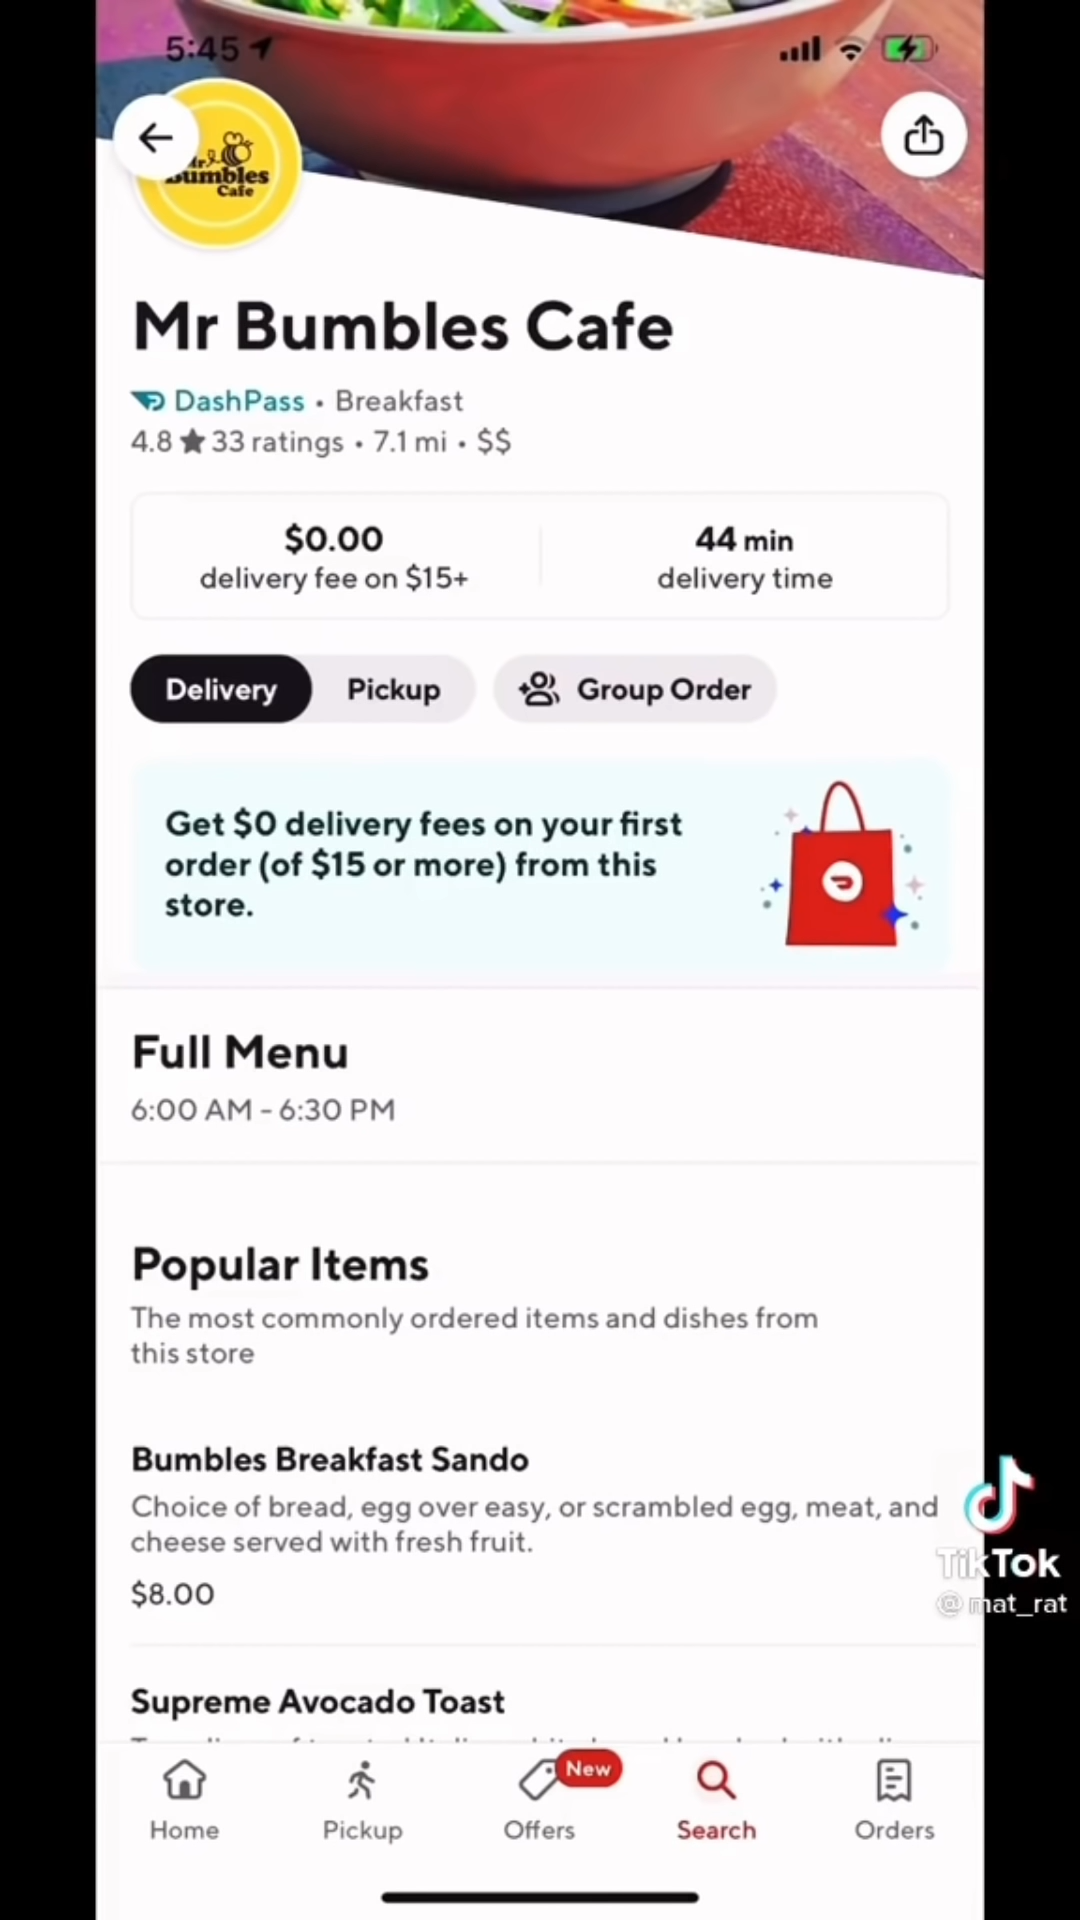 5:45
Bumbles
Cafe
Mr Bumbles Cafe
DashPass • Breakfast
4.8 ★ 33 ratings • 7.1 mi • $$
$0.00
delivery fee on $15+
44 min
delivery time
Delivery
Pickup
Group Order
Get $0 delivery fees on your first
order (of $15 or more) from this
store.
Full Menu
6:00 AM - 6:30 PM
Popular Items
The most commonly ordered items and dishes from
this store
Bumbles Breakfast Sando
Choice of bread, egg over easy, or scrambled egg, meat, and
cheese served with fresh fruit.
$8.00
TikTok
@mat_rat
Supreme Avocado Toast
New
Home
Pickup
Offers
Search
Orders